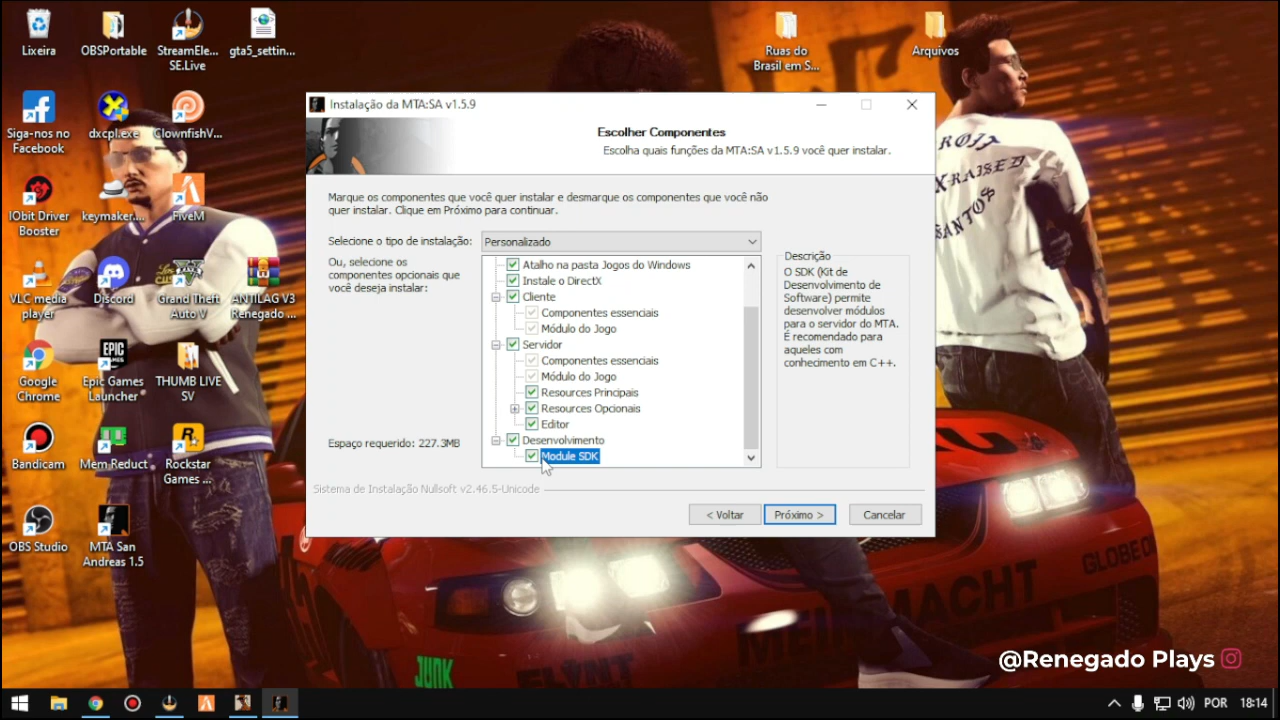 Lixeira
OBSPortable
StreamEle...
SE.Live
gta5_settin...
Ruas do
Brasil em S...
Arquivos
Siga-nos no
Facebook
dxcpl.exe
ClownfishV...
IObit Driver
Booster
keymaker....
FiveM
VLC media
player
Discord
Grand Theft
Auto V
ANTILAG V3
Renegado ...
Google
Chrome
EPIC
GAMES
Epic Games
Launcher
THUMB LIVE
SV
Bandicam
Mem Reduct
Rockstar
Games ...
OBS Studio
MTA San
Andreas 1.5
Instalação da MTA:SA v1.5.9
Escolher Componentes
Escolha quais funções da MTA:SA v1.5.9 você quer instalar.
Marque os componentes que você quer instalar e desmarque os componentes que você não
quer instalar. Clique em Próximo para continuar.
Selecione o tipo de instalação:
Personalizado
Ou, selecione os
componentes opcionais que
você deseja instalar:
Atalho na pasta Jogos do Windows
Instale o DirectX
Cliente
Componentes essenciais
Módulo do Jogo
Servidor
Componentes essenciais
Módulo do Jogo
Resources Principais
Resources Opcionais
Editor
Desenvolvimento
Module SDK
Espaço requerido: 227.3MB
Descrição
O SDK (Kit de
Desenvolvimento de
Software) permite
desenvolver módulos
para o servidor do MTA.
É recomendado para
aqueles com
conhecimento em C++.
Sistema de Instalação Nullsoft v2.46.5-Unicode
< Voltar
Próximo >
Cancelar
JUNK
GLOBE O
@Renegado Plays
POR
18:14